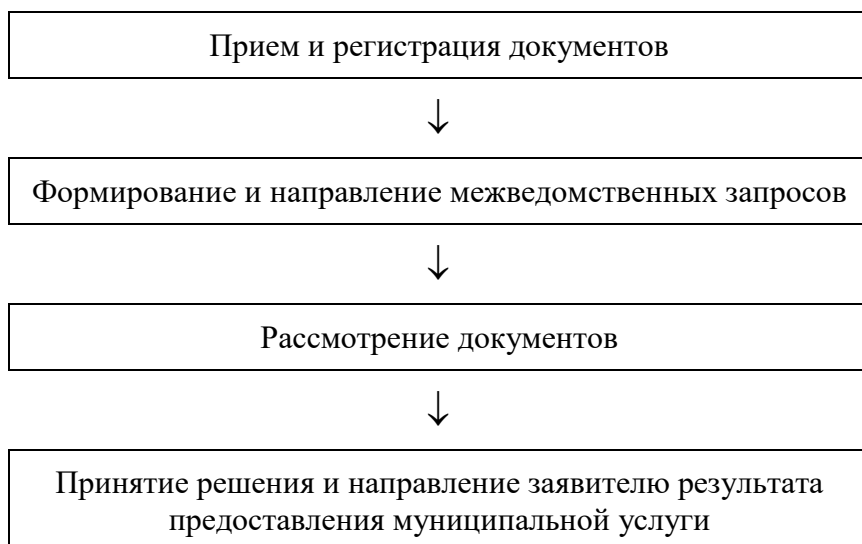 Прием и регистрация документов
Формирование и направление межведомственных запросов
Рассмотрение документов
Принятие решения и направление заявителю результата
предоставления муниципальной услуги